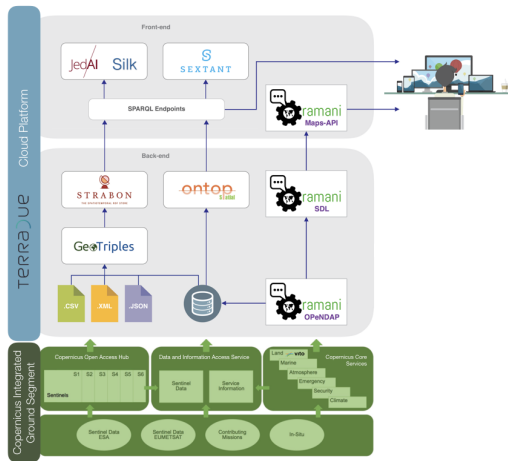 Front-end
JedAI
Silk
SEXTANT
SPARQL Endpoints
ramani
Maps-API
Cloud Platform
TERRADUE
Back-end
STRABON
ontop
spatial
ramani
SDL
GeoTriples
.CSV
.XML
.JSON
ramani
OPeNDAP
Copernicus Integrated
Ground Segment
Copernicus Open Access Hub
S1 S2 S3 S4 S5 S6
Sentinels
Data and Information Access Service
Sentinel
Data
Service
Information
Copernicus Core
Services
Land
vito
Marine
Atmosphere
Emergency
Security
Climate
Sentinel Data
ESA
Sentinel Data
EUMETSAT
Contributing
Missions
In-Situ